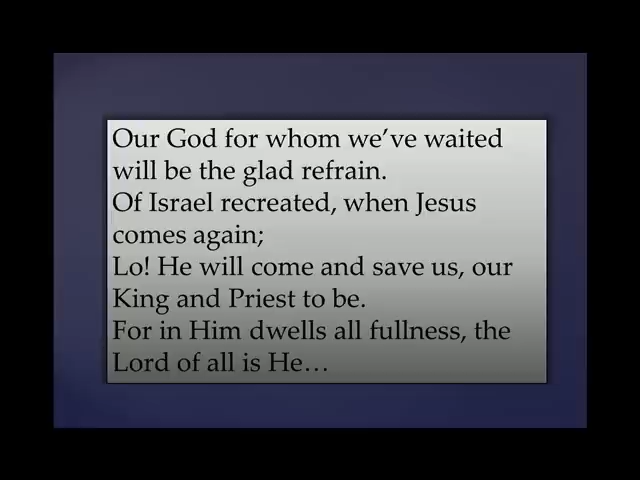 Our God for whom we’ve waited
will be the glad refrain.
Of Israel recreated, when Jesus
comes again;
Lo! He will come and save us, our
King and Priest to be.
For in Him dwells all fullness, the
Lord of all is He…